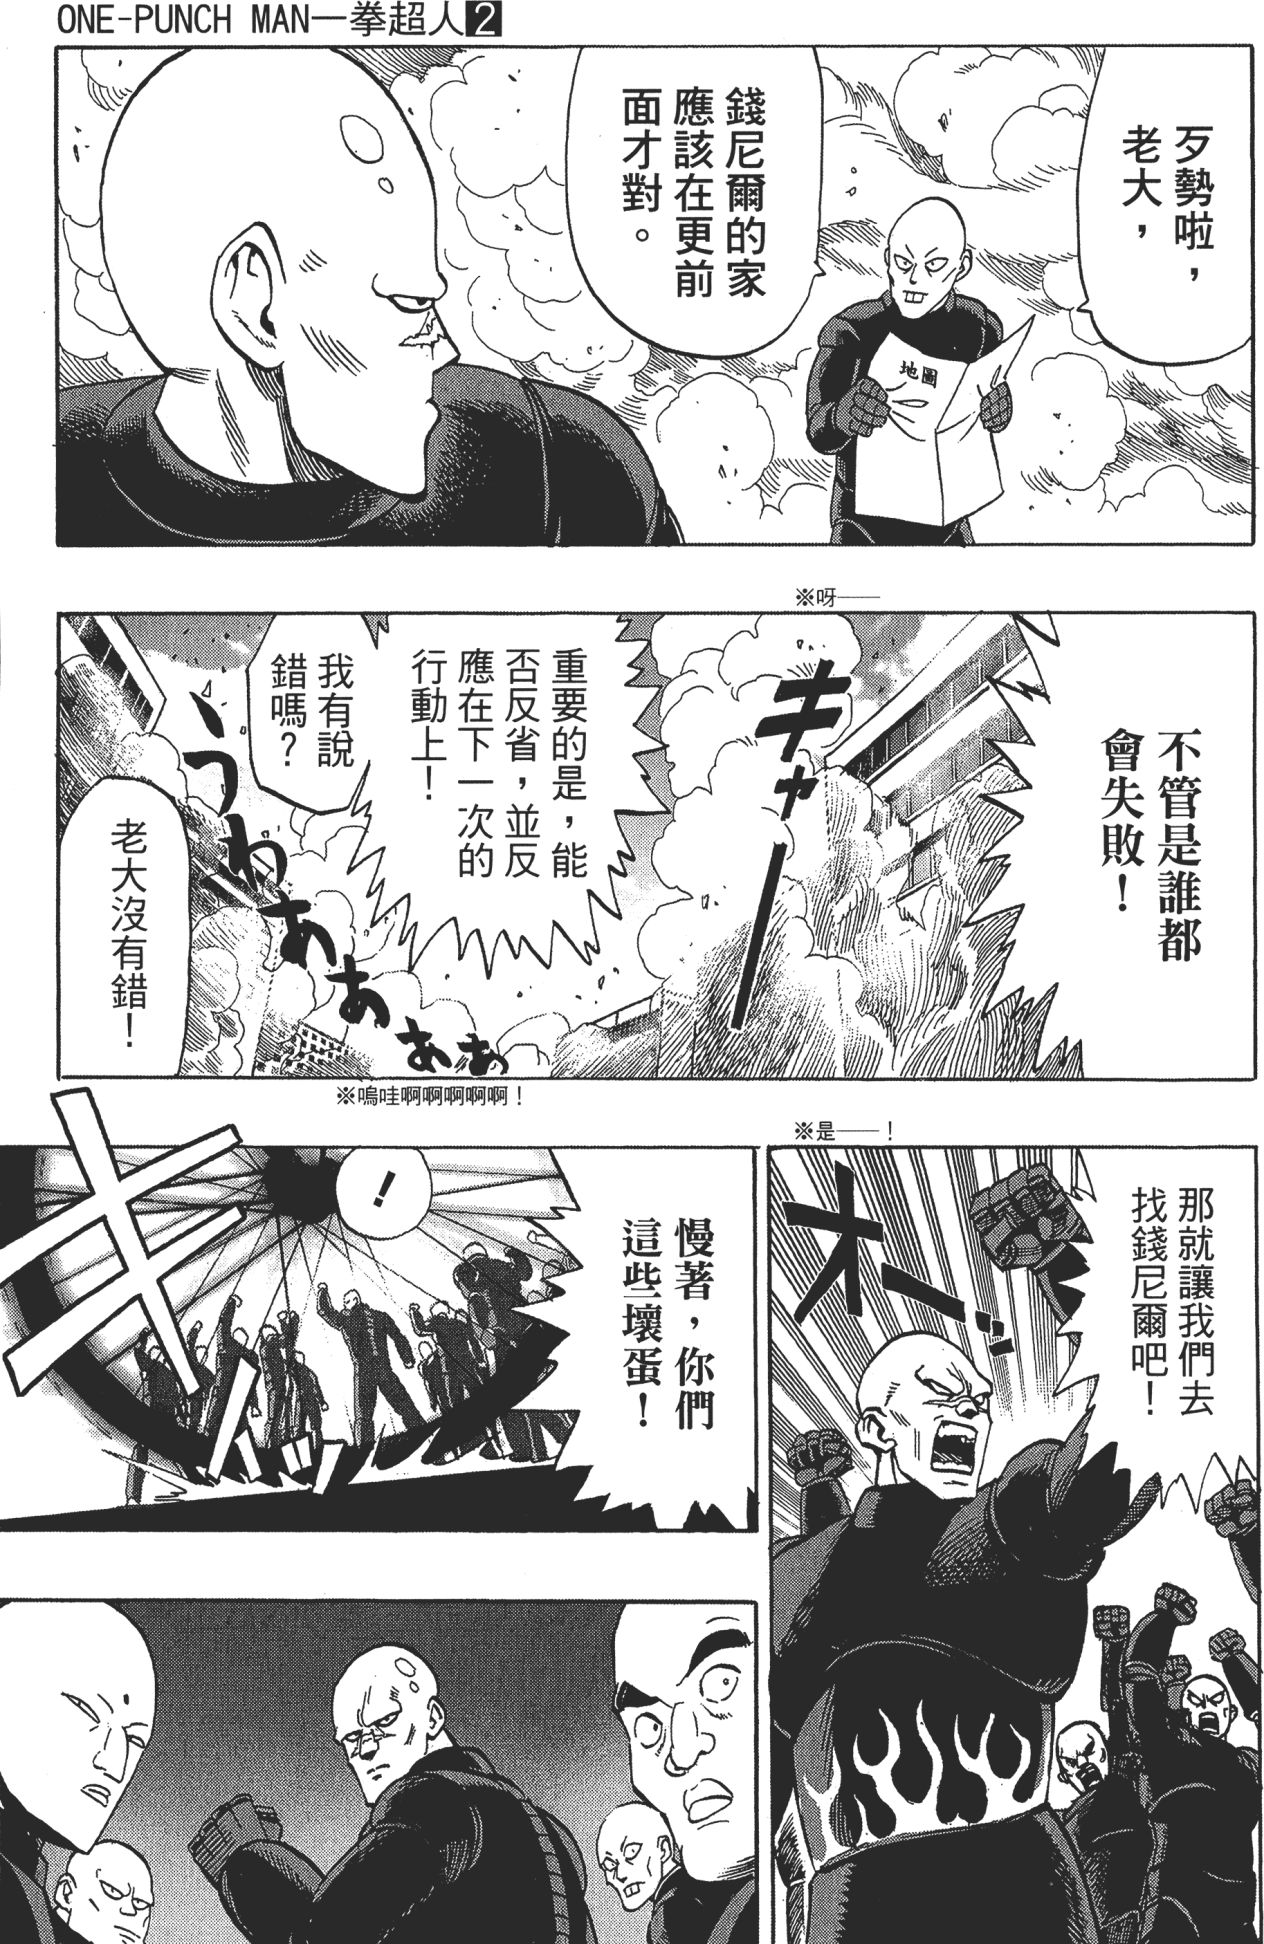 ONE-PUNCH MAN一拳超人2
歹勢啦，
老大，
錢尼爾的家
應該在更前
面才對。
地圖
※呀——
不管是誰都
會失敗！
キャー
重要的是，能
否反省，並反
應在下一次的
行動上！
我有說
錯嗎？
老大沒有錯！
うわぁあああぁぁ
※嗚哇啊啊啊啊啊！
※是——！
那就讓我們去
找錢尼爾吧！
オーッ
慢著，你們
這些壞蛋！
！
キ